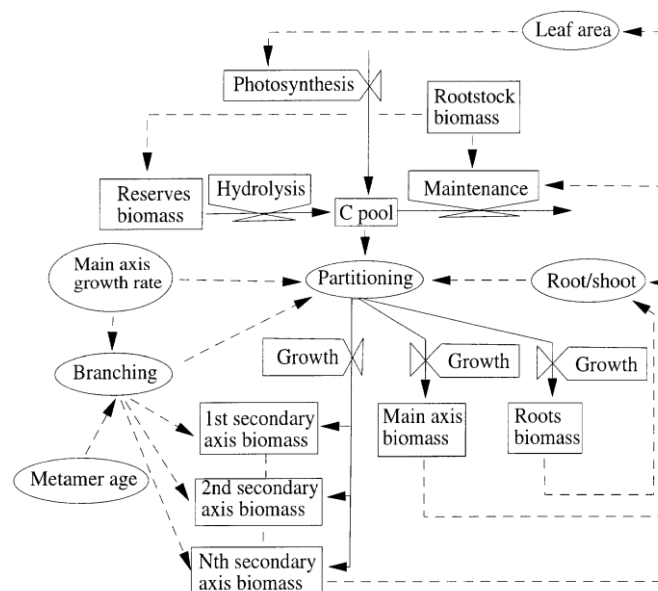 Leaf area
Photosynthesis
Rootstock
biomass
Reserves
biomass
Hydrolysis
C pool
Maintenance
Main axis
growth rate
Partitioning
Root/shoot
Branching
Growth
Growth
Growth
1st secondary
axis biomass
Main axis
biomass
Roots
biomass
Metamer age
2nd secondary
axis biomass
Nth secondary
axis biomass